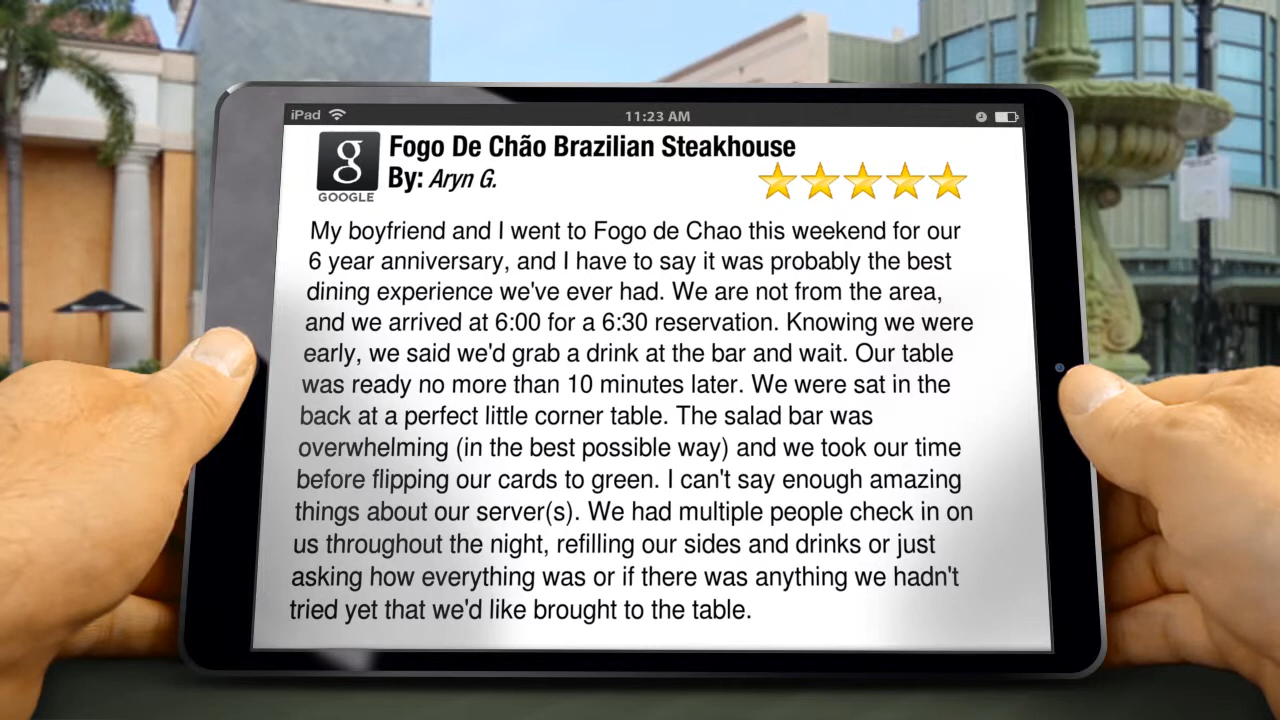 iPad
11:23 AM
g
GOOGLE
Fogo De Chão Brazilian Steakhouse
By: Aryn G.
My boyfriend and I went to Fogo de Chao this weekend for our
6 year anniversary, and I have to say it was probably the best
dining experience we've ever had. We are not from the area,
and we arrived at 6:00 for a 6:30 reservation. Knowing we were
early, we said we'd grab a drink at the bar and wait. Our table
was ready no more than 10 minutes later. We were sat in the
back at a perfect little corner table. The salad bar was
overwhelming (in the best possible way) and we took our time
before flipping our cards to green. I can't say enough amazing
things about our server(s). We had multiple people check in on
us throughout the night, refilling our sides and drinks or just
asking how everything was or if there was anything we hadn't
tried yet that we'd like brought to the table.